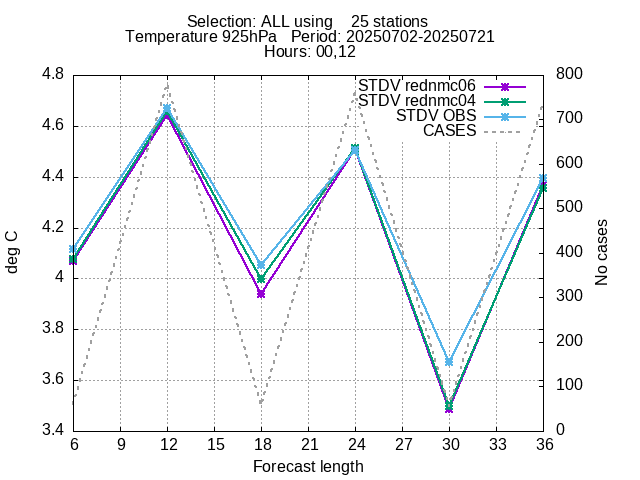 Selection: ALL using    25 stations
Temperature 925hPa   Period: 20250702-20250721
Hours: 00,12
STDV rednmc06
STDV rednmc04
STDV OBS
CASES
4.8
4.6
4.4
4.2
4
3.8
3.6
3.4
deg C
800
700
600
500
400
300
200
100
0
No cases
6 9 12 15 18 21 24 27 30 33 36
Forecast length